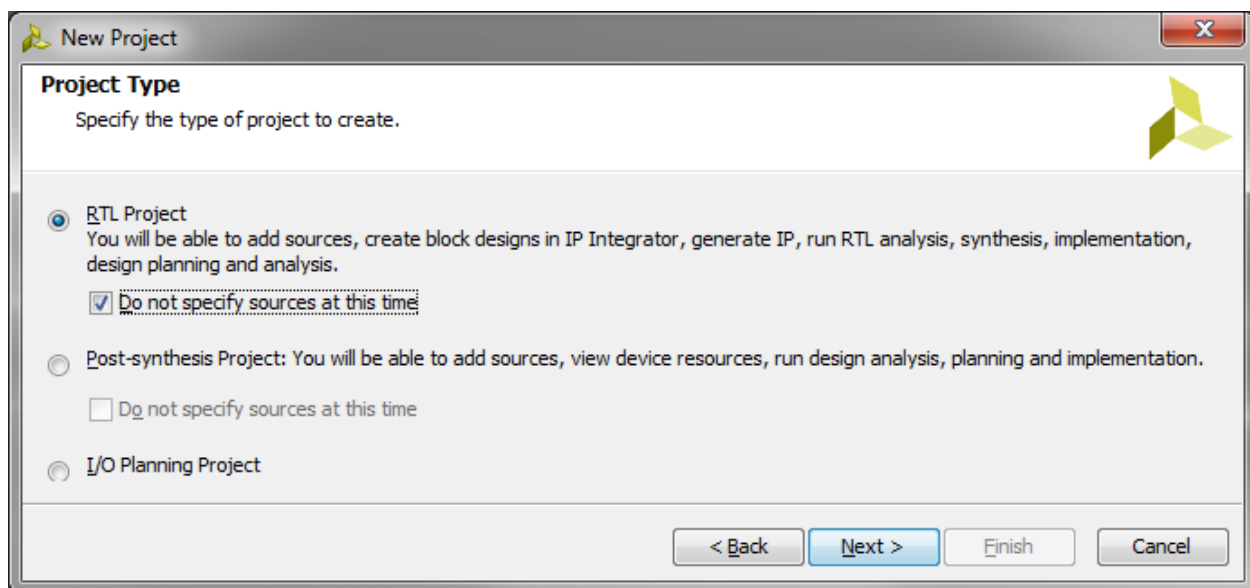 New Project
Project Type
Specify the type of project to create.
RTL Project
You will be able to add sources, create block designs in IP Integrator, generate IP, run RTL analysis, synthesis, implementation,
design planning and analysis.
Do not specify sources at this time
Post-synthesis Project: You will be able to add sources, view device resources, run design analysis, planning and implementation.
Do not specify sources at this time
I/O Planning Project
< Back Next > Finish Cancel